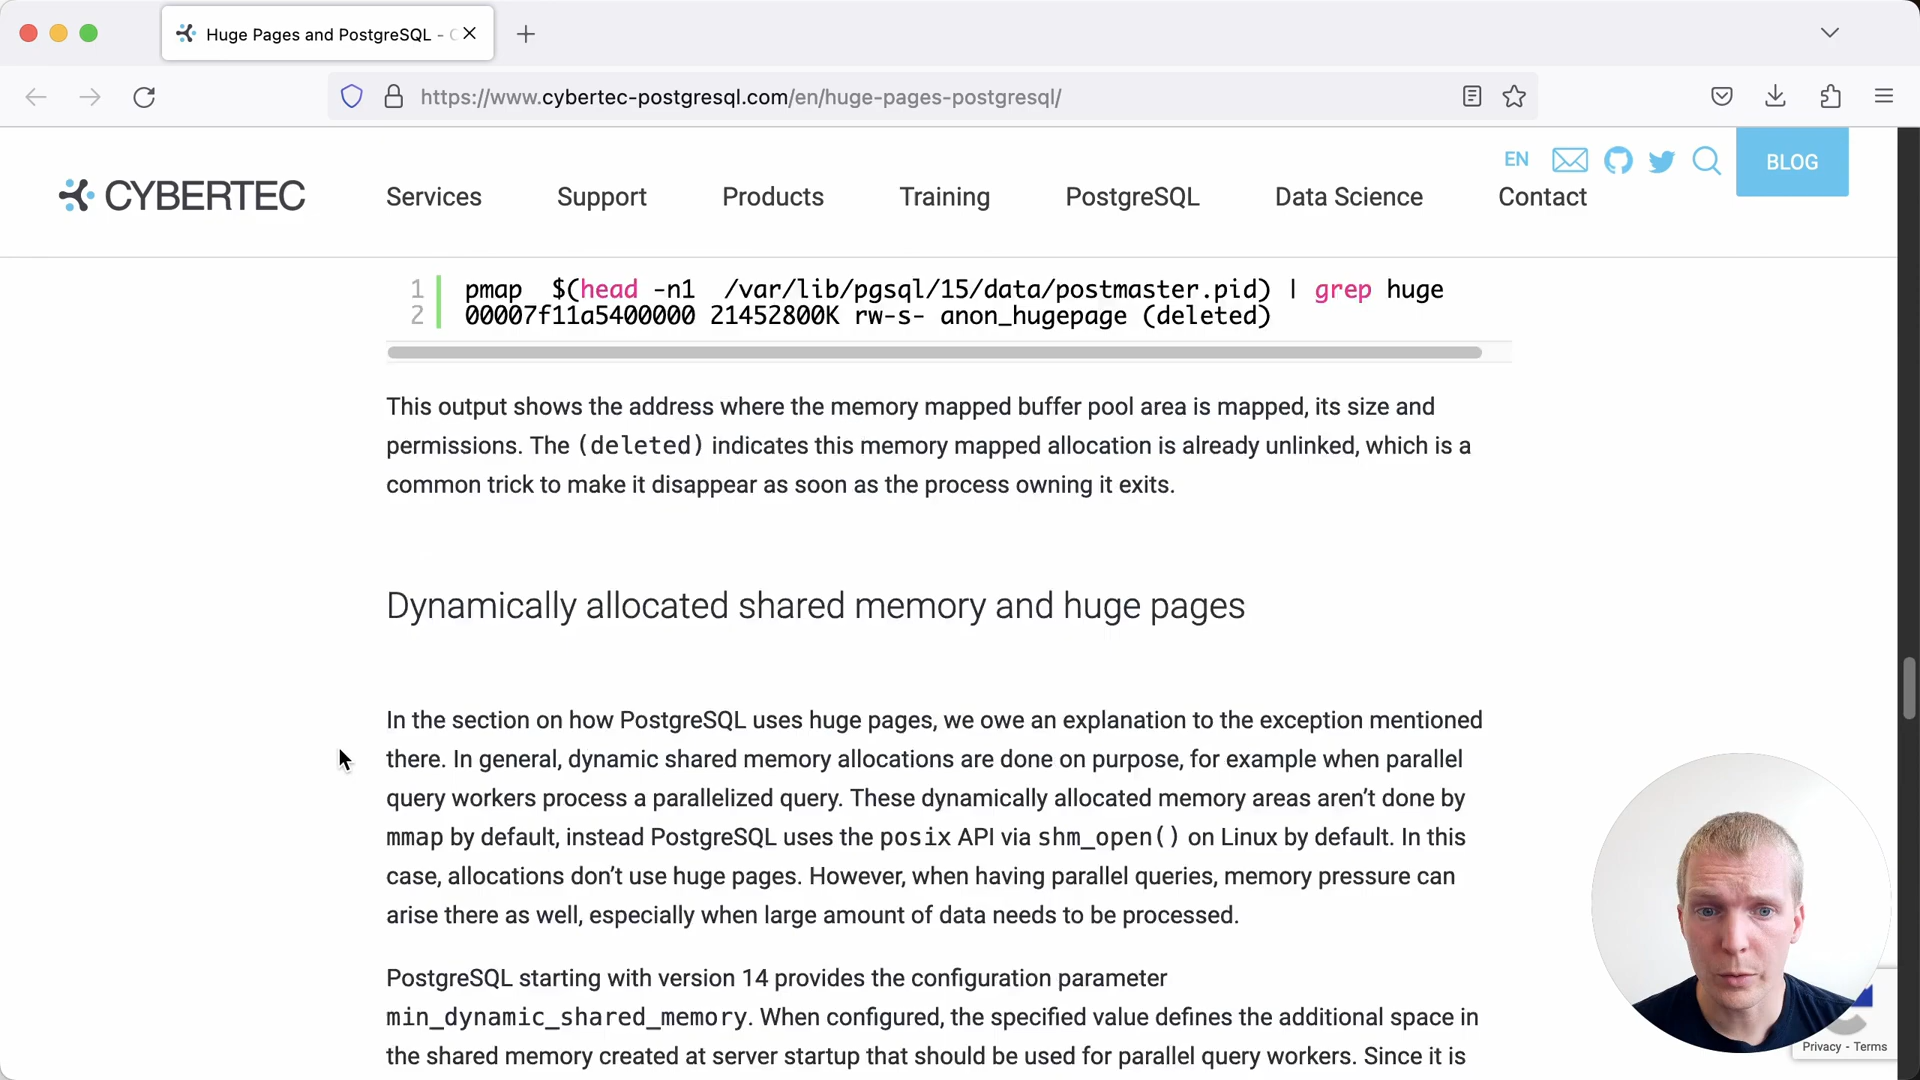 Huge Pages and PostgreSQL -
https://www.cybertec-postgresql.com/en/huge-pages-postgresql/
EN
BLOG
CYBERTEC
Services
Support
Products
Training
PostgreSQL
Data Science
Contact
1 pmap $(head -n1 /var/lib/pgsql/15/data/postmaster.pid) | grep huge
2 00007f11a5400000 21452800K rw-s- anon_hugepage (deleted)
This output shows the address where the memory mapped buffer pool area is mapped, its size and
permissions. The (deleted) indicates this memory mapped allocation is already unlinked, which is a
common trick to make it disappear as soon as the process owning it exits.
Dynamically allocated shared memory and huge pages
In the section on how PostgreSQL uses huge pages, we owe an explanation to the exception mentioned
there. In general, dynamic shared memory allocations are done on purpose, for example when parallel
query workers process a parallelized query. These dynamically allocated memory areas aren’t done by
mmap by default, instead PostgreSQL uses the posix API via shm_open() on Linux by default. In this
case, allocations don’t use huge pages. However, when having parallel queries, memory pressure can
arise there as well, especially when large amount of data needs to be processed.
PostgreSQL starting with version 14 provides the configuration parameter
min_dynamic_shared_memory. When configured, the specified value defines the additional space in
the shared memory created at server startup that should be used for parallel query workers. Since it is
Privacy - Terms